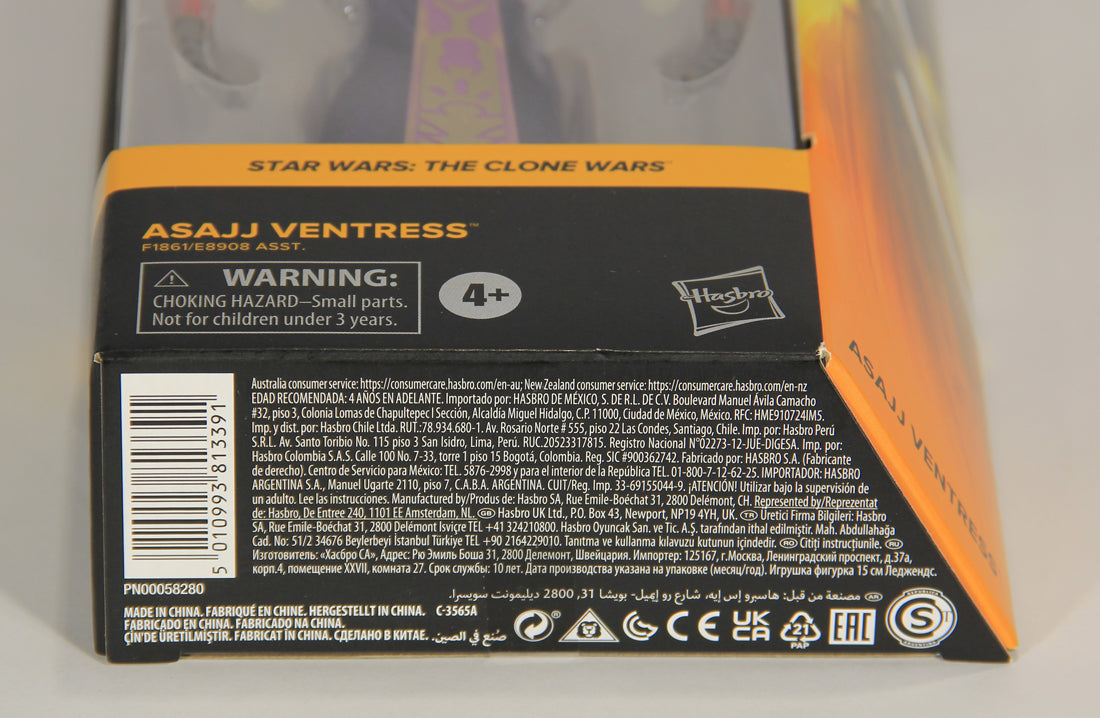 STAR WARS: THE CLONE WARS™
ASAJJ VENTRESS™
F1861/E8908 ASST.
WARNING:
CHOKING HAZARD—Small parts.
Not for children under 3 years.
4+
Hasbro
ASAJJ VENTRESS
5 010993 813391
PN00058280
Australia consumer service: https://consumercare.hasbro.com/en-au; New Zealand consumer service: https://consumercare.hasbro.com/en-nz
EDAD RECOMENDADA: 4 AÑOS EN ADELANTE. Importado por: HASBRO DE MÉXICO, S. DE R.L. DE C.V. Boulevard Manuel Ávila Camacho
#32, piso 3, Colonia Lomas de Chapultepec I Sección, Alcaldía Miguel Hidalgo, C.P. 11000, Ciudad de México, México. RFC: HME910724IM5.
Imp. y dist. por: Hasbro Chile Ltda. RUT.:78.934.680-1. Av. Rosario Norte # 555, piso 22 Las Condes, Santiago, Chile. Imp. por: Hasbro Perú
S.R.L. Av. Santo Toribio No. 115 piso 3 San Isidro, Lima, Perú. RUC.20523317815. Registro Nacional N°02273-12-JUE-DIGESA. Imp. por:
Hasbro Colombia S.A.S. Calle 100 No. 7-33, torre 1 piso 15 Bogotá, Colombia. Reg. SIC #900362742. Fabricado por: HASBRO S.A. (Fabricante
de derecho). Centro de Servicio para México: TEL. 5876-2998 y para el interior de la República TEL. 01-800-7-12-62-25. IMPORTADOR: HASBRO
ARGENTINA S.A., Manuel Ugarte 2110, piso 7, C.A.B.A. ARGENTINA. CUIT/Reg. Imp. 33-69155044-9. ¡ATENCIÓN! Utilizar bajo la supervisión de
un adulto. Lee las instrucciones. Manufactured by/Produs de: Hasbro SA, Rue Emile-Boéchat 31, 2800 Delémont, CH. Represented by/Reprezentat
de: Hasbro, De Entree 240, 1101 EE Amsterdam, NL. GB Hasbro UK Ltd., P.O. Box 43, Newport, NP19 4YH, UK. TR Üretici Firma Bilgileri: Hasbro
SA, Rue Emile-Boéchat 31, 2800 Delémont İsviçre TEL +41 324210800. Hasbro Oyuncak San. ve Tic. A.Ş. tarafından ithal edilmiştir. Mah. Abdullahağa
Cad. No: 51/2 34676 Beylerbeyi İstanbul Türkiye TEL +90 2164229010. Tanıtma ve kullanma kılavuzu kutunun içindedir. RO Citiți instrucțiunile. RU
Изготовитель: «Хасбро СА», Адрес: Рю Эмиль Боша 31, 2800 Делемонт, Швейцария. Импортер: 125167, г.Москва, Ленинградский проспект, д.37а,
корп.4, помещение XXVII, комната 27. Срок службы: 10 лет. Дата производства указана на упаковке (месяц/год). Игрушка фигурка 15 см Леджендс.
AR مصنعة من قبل: هاسبرو إس إيه، شارع رو إيميل- بويشا 31, 2800 ديليمونت سويسرا.
MADE IN CHINA. FABRIQUÉ EN CHINE. HERGESTELLT IN CHINA. C-3565A
FABRICADO EN CHINA. FABRICADO NA CHINA.
ÇİN'DE ÜRETİLMİŞTİR. FABRICAT ÎN CHINA. СДЕЛАНО В КИТАЕ. صنع في الصين.
CE UK CA 21 PAP EAC S